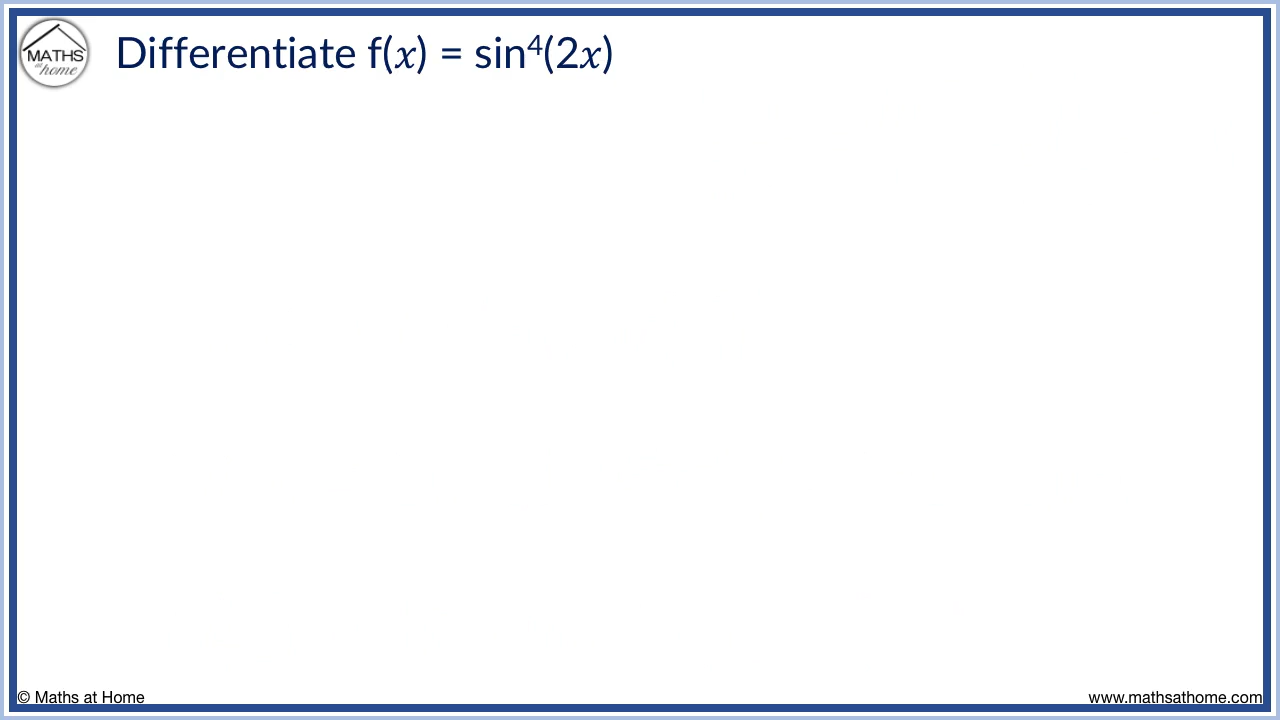 MATHS
at
home
Differentiate f(x) = sin⁴(2x)
© Maths at Home
www.mathsathome.com